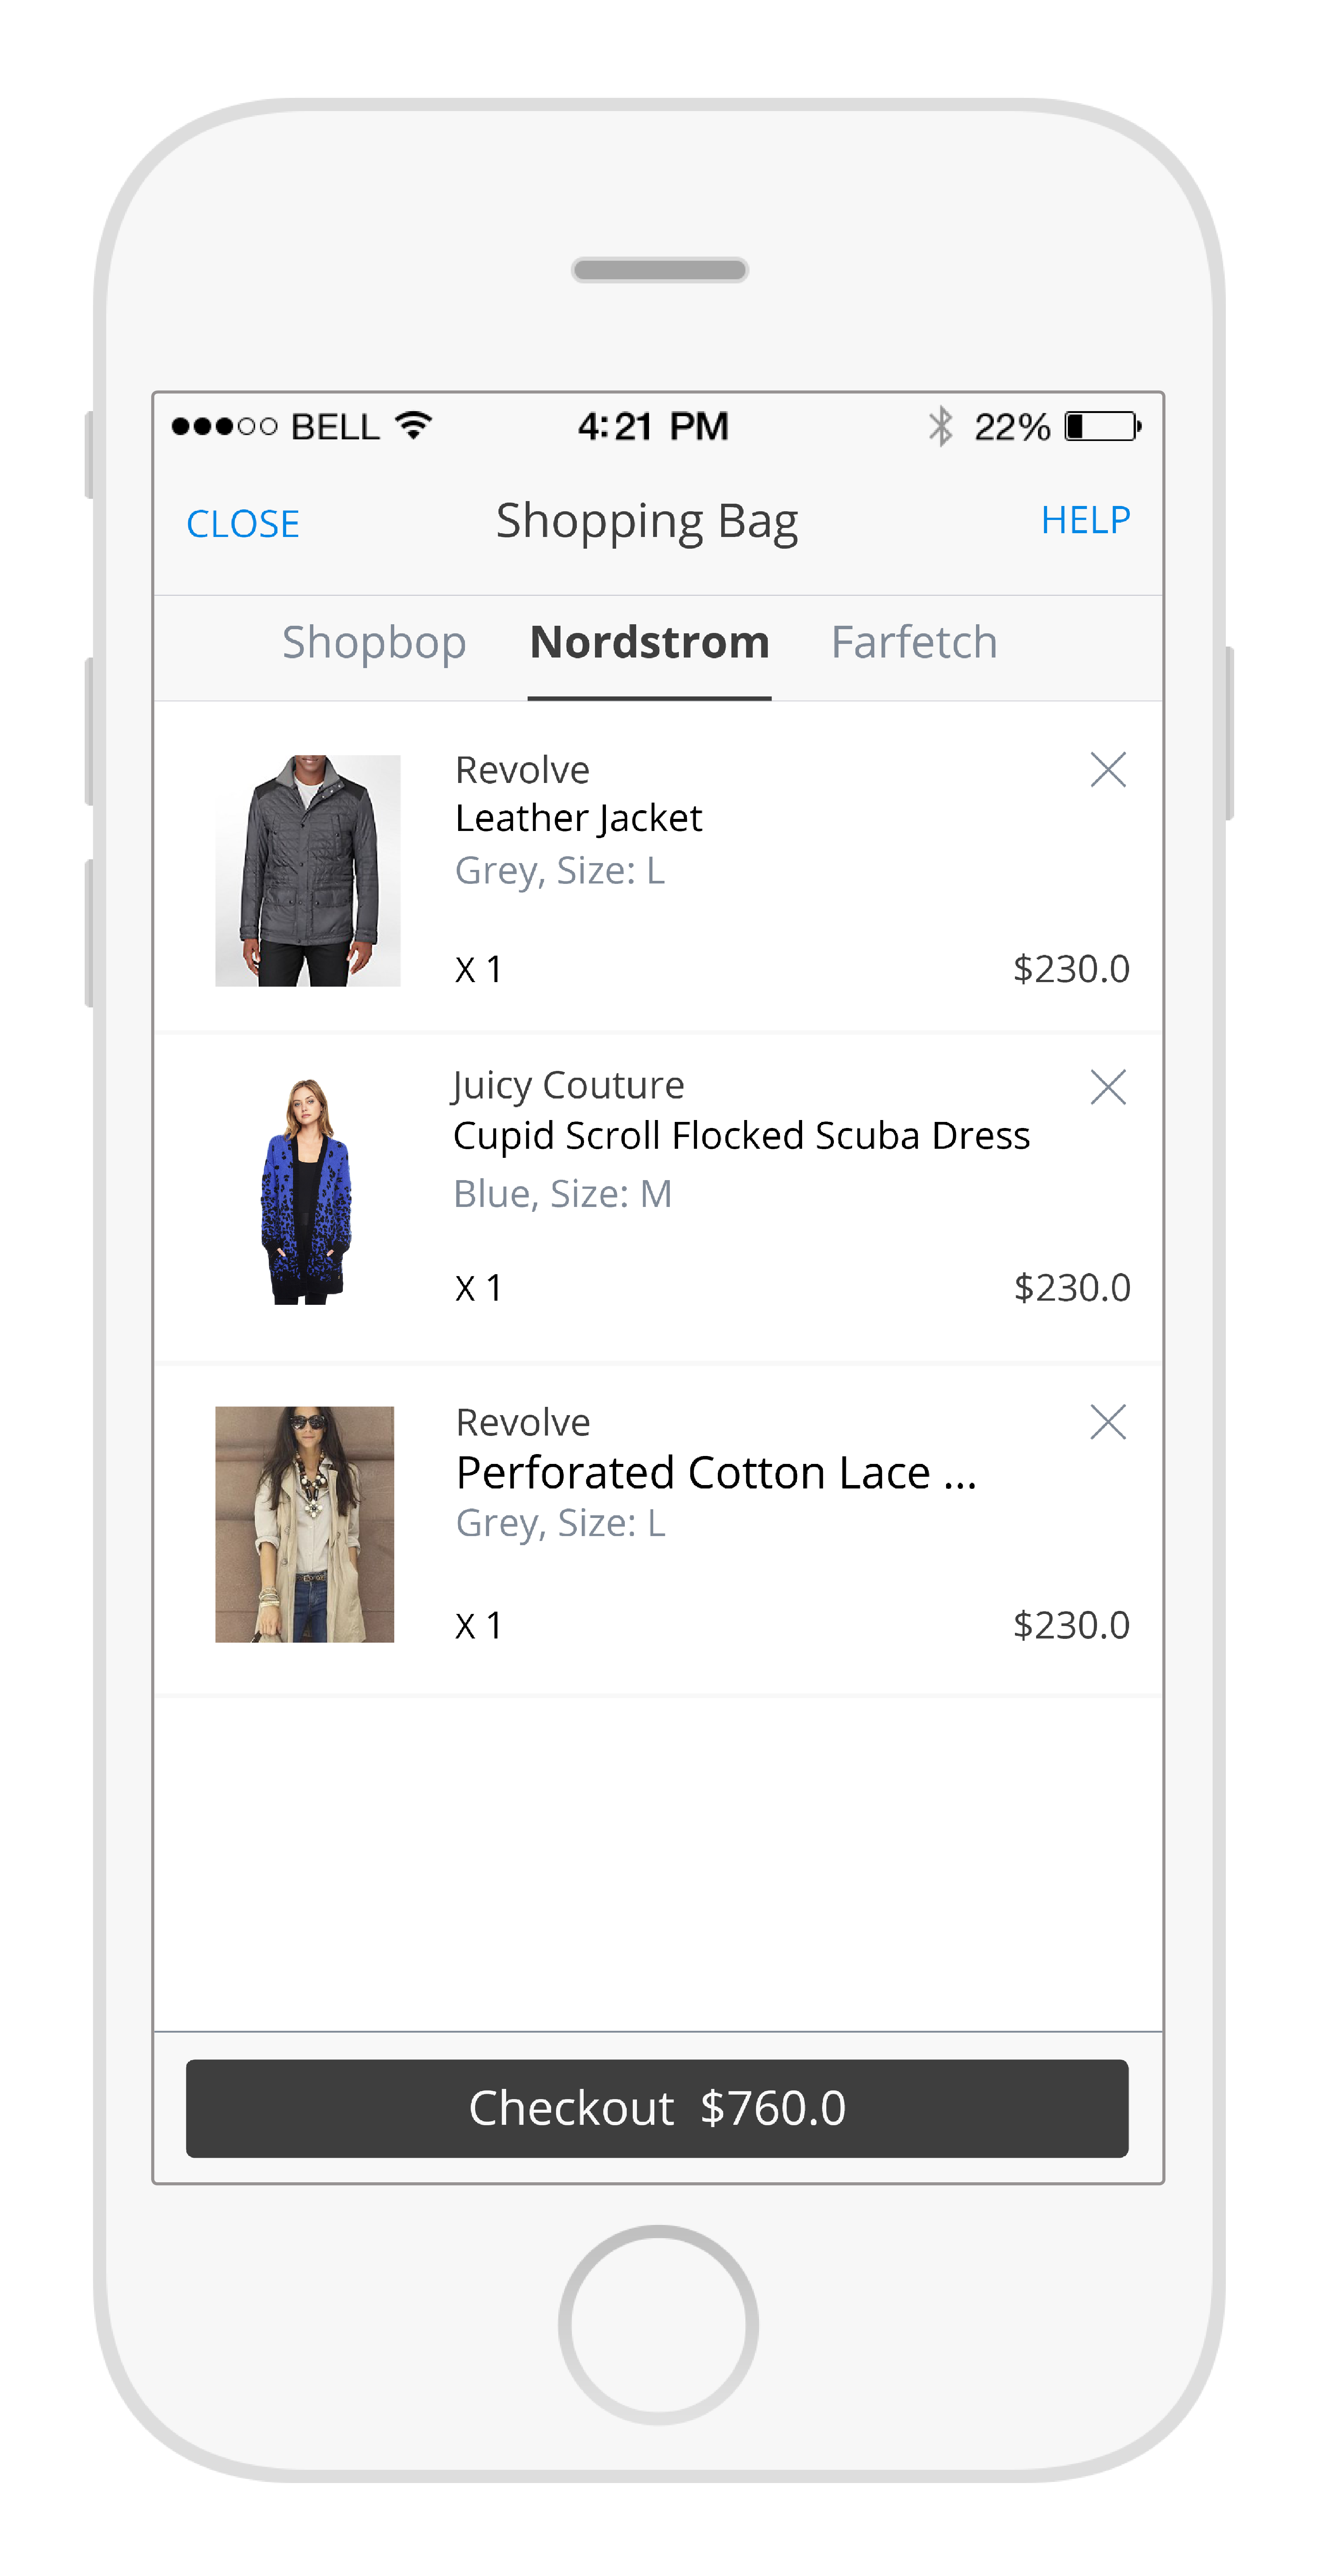 BELL 4:21 PM 22%
CLOSE Shopping Bag HELP
Shopbop Nordstrom Farfetch
Revolve
Leather Jacket
Grey, Size: L
X 1 $230.0
Juicy Couture
Cupid Scroll Flocked Scuba Dress
Blue, Size: M
X 1 $230.0
Revolve
Perforated Cotton Lace ...
Grey, Size: L
X 1 $230.0
Checkout $760.0